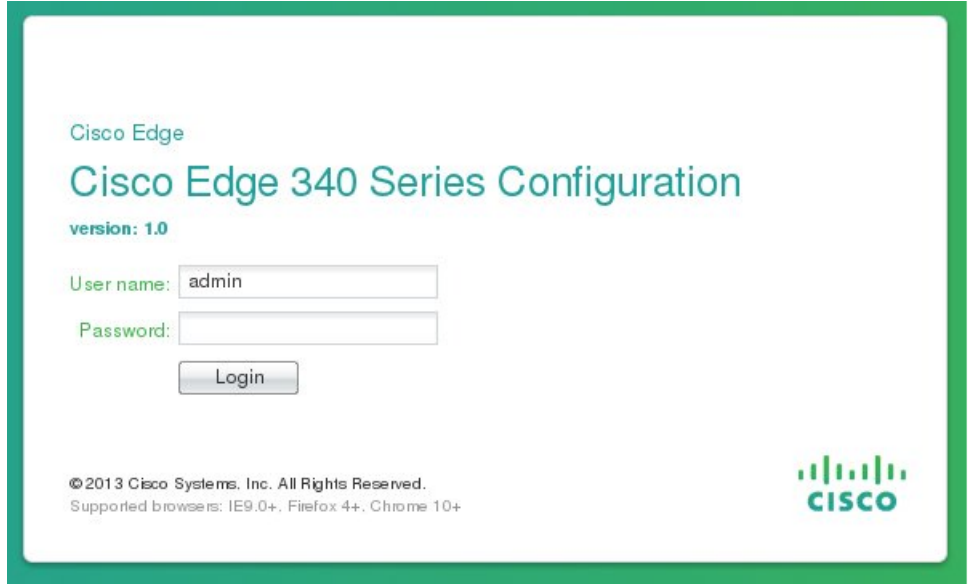 Cisco Edge
Cisco Edge 340 Series Configuration
version: 1.0
User name: admin
Password:
Login
© 2013 Cisco Systems. Inc. All Rights Reserved.
Supported browsers: IE9.0+. Firefox 4+. Chrome 10+
CISCO